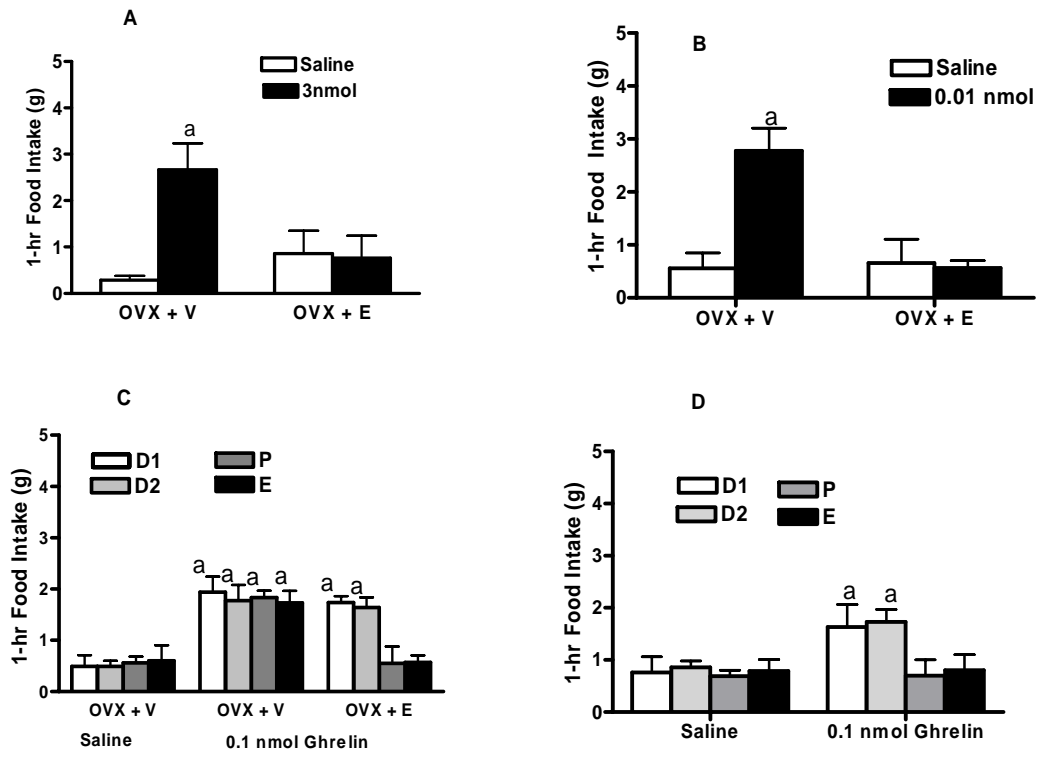 A
5
4
3
2
1
0
1-hr Food Intake (g)
Saline
3nmol
a
OVX + V
OVX + E
B
5
4
3
2
1
0
1-hr Food Intake (g)
Saline
0.01 nmol
a
OVX + V
OVX + E
C
5
4
3
2
1
0
1-hr Food Intake (g)
D1
P
D2
E
a a a a a a
OVX + V
OVX + V
OVX + E
Saline
0.1 nmol Ghrelin
D
5
4
3
2
1
0
1-hr Food Intake (g)
D1
P
D2
E
a a
Saline
0.1 nmol Ghrelin